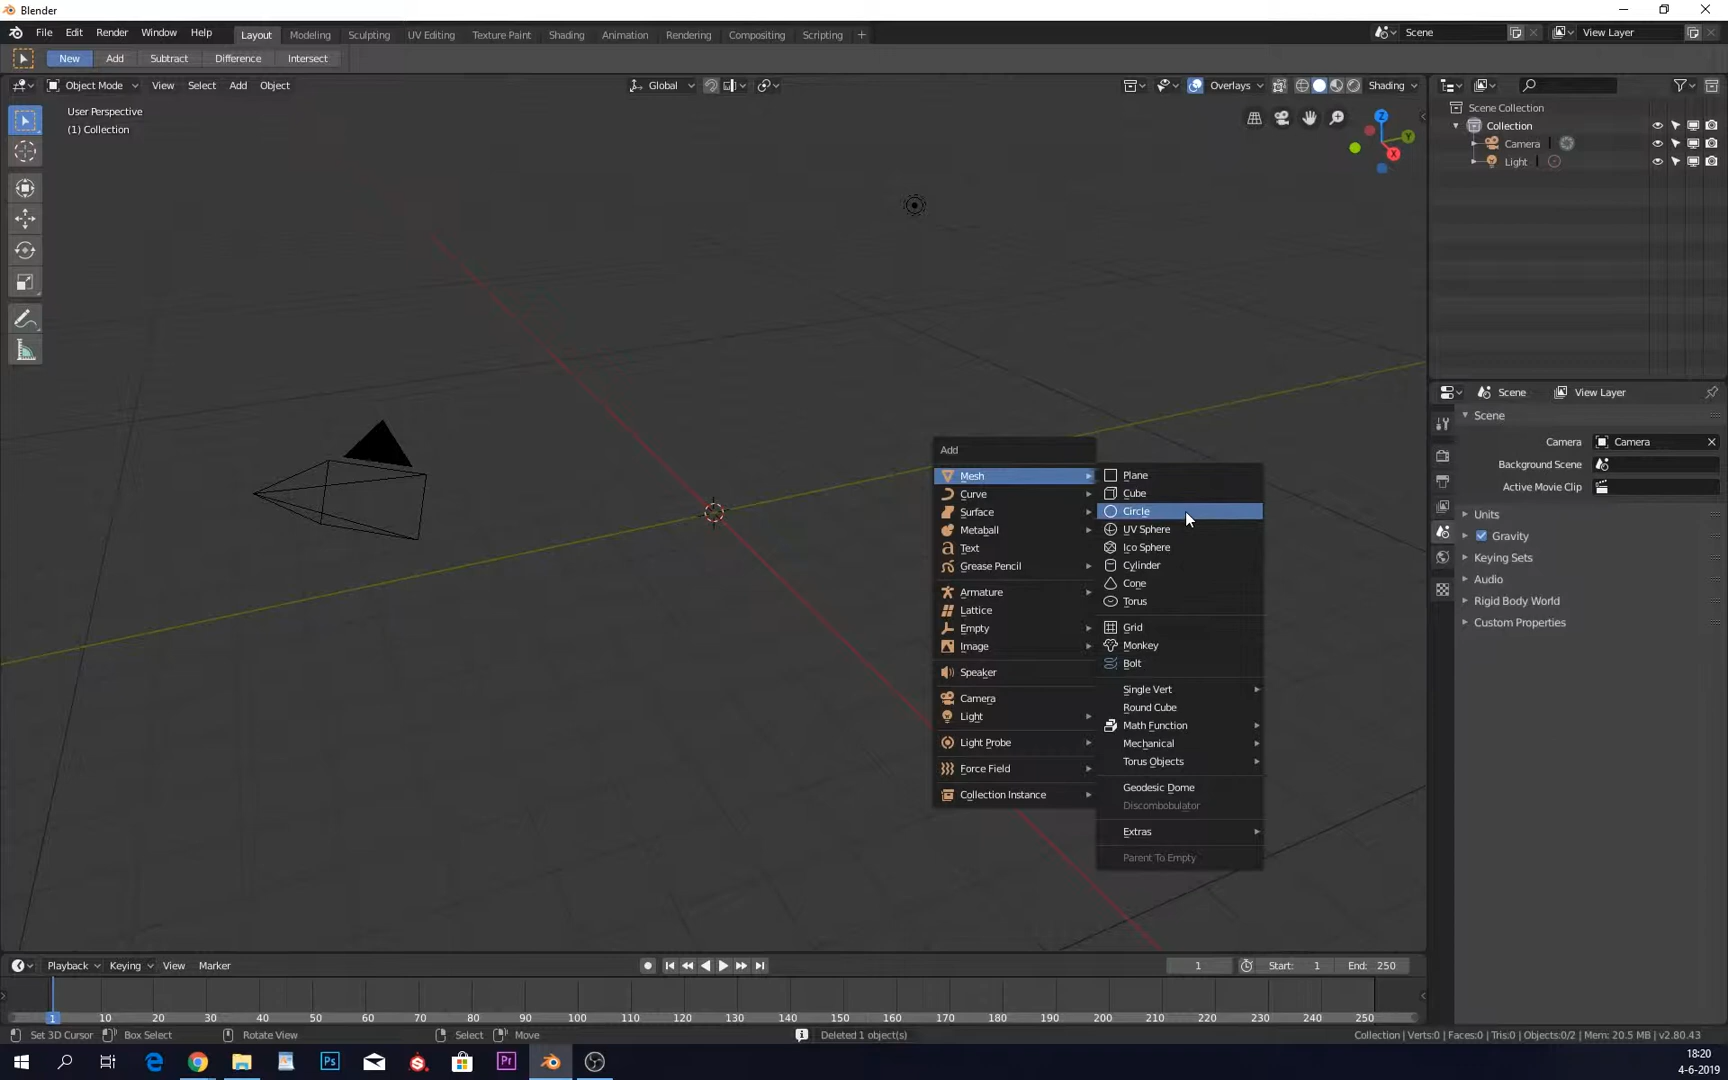 Blender
File Edit Render Window Help
Layout Modeling Sculpting UV Editing Texture Paint Shading Animation Rendering Compositing Scripting +
Scene View Layer
New Add Subtract Difference Intersect
Object Mode View Select Add Object
Global
Overlays Shading
User Perspective
(1) Collection
Z
Y
X
Scene Collection
Collection
Camera
Light
Scene View Layer
Scene
Camera Camera
Background Scene
Active Movie Clip
Units
Gravity
Keying Sets
Audio
Rigid Body World
Custom Properties
Add
Mesh
Curve
Surface
Metaball
Text
Grease Pencil
Armature
Lattice
Empty
Image
Speaker
Camera
Light
Light Probe
Force Field
Collection Instance
Plane
Cube
Circle
UV Sphere
Ico Sphere
Cylinder
Cone
Torus
Grid
Monkey
Bolt
Single Vert
Round Cube
Math Function
Mechanical
Torus Objects
Geodesic Dome
Discombobulator
Extras
Parent To Empty
Playback Keying View Marker
1 Start: 1 End: 250
1 10 20 30 40 50 60 70 80 90 100 110 120 130 140 150 160 170 180 190 200 210 220 230 240 250
Set 3D Cursor Box Select Rotate View Select Move Deleted 1 object(s) Collection | Verts:0 | Faces:0 | Tris:0 | Objects:0/2 | Mem: 20.5 MB | v2.80.43
Ps Pr
18:20
4-6-2019